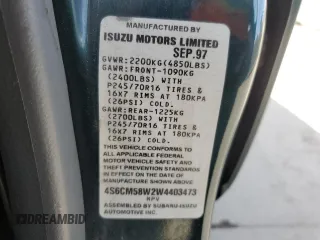 MANUFACTURED BY
ISUZU MOTORS LIMITED
SEP.97
GVWR:2200KG(4850LBS)
GAWR:FRONT-1090KG
(2400LBS) WITH
P245/70R16 TIRES &
16x7 RIMS AT 180KPA
(26PSI) COLD.
GAWR:REAR-1225KG
(2700LBS) WITH
P245/70R16 TIRES &
16x7 RIMS AT 180KPA
(26PSI) COLD.
THIS VEHICLE CONFORMS TO
ALL APPLICABLE FEDERAL
MOTOR VEHICLE SAFETY AND
THEFT PREVENTION STANDARDS
IN EFFECT ON THE DATE OF
MANUFACTURE SHOWN ABOVE.
4S6CM58W2W4403473
MPV
ASSEMBLED BY SUBARU-ISUZU
AUTOMOTIVE INC.
© DREAMBID